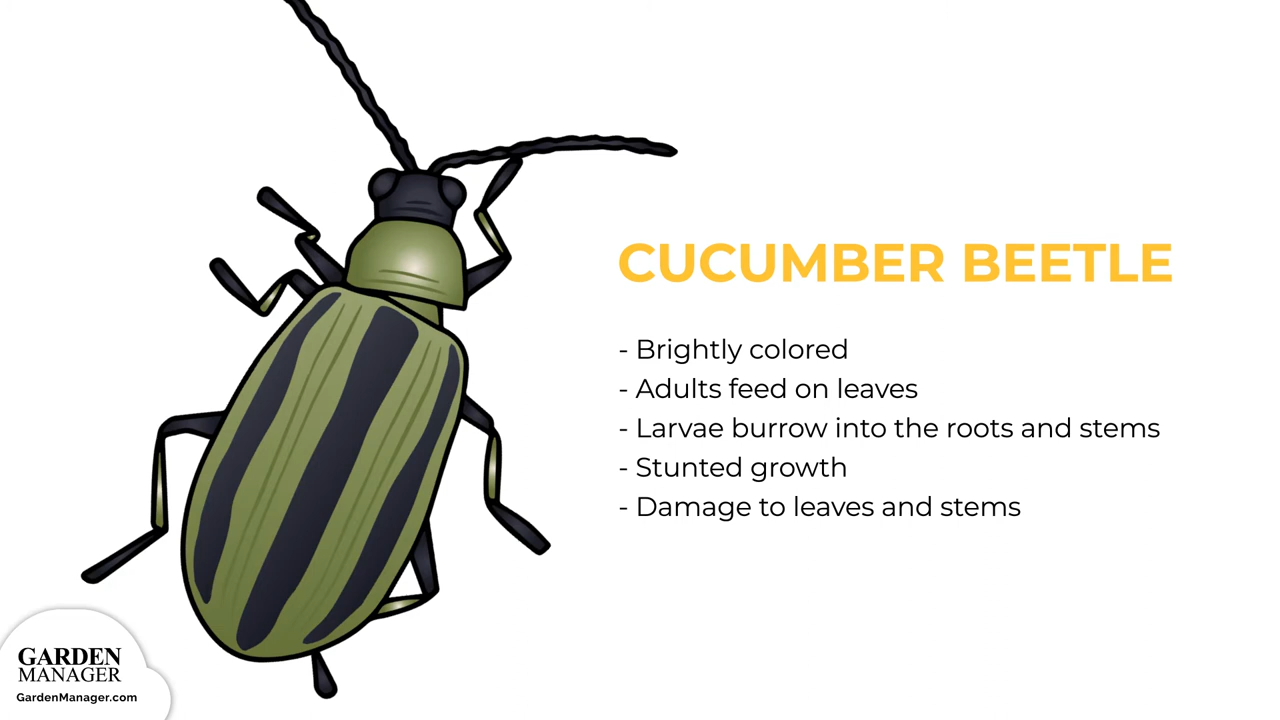 CUCUMBER BEETLE
- Brightly colored
- Adults feed on leaves
- Larvae burrow into the roots and stems
- Stunted growth
- Damage to leaves and stems
GARDEN
MANAGER
GardenManager.com